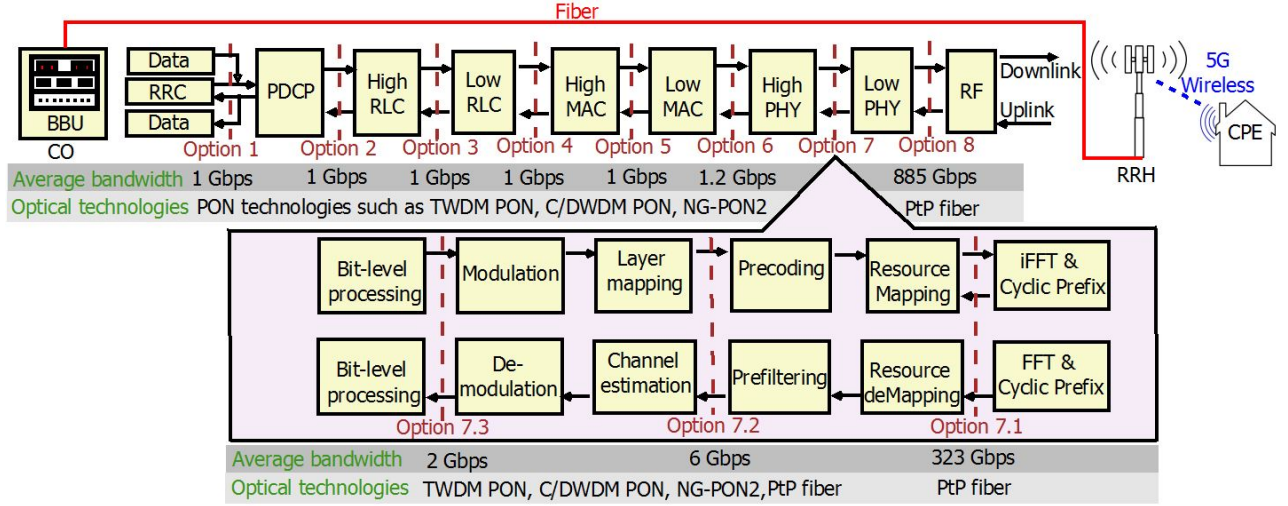 Fiber
BBU
CO
Data
RRC
Data
PDCP
High
RLC
Low
RLC
High
MAC
Low
MAC
High
PHY
Low
PHY
RF
Downlink
Uplink
RRH
5G
Wireless
CPE
Option 1 Option 2 Option 3 Option 4 Option 5 Option 6 Option 7 Option 8
Average bandwidth 1 Gbps 1 Gbps 1 Gbps 1 Gbps 1 Gbps 1.2 Gbps 885 Gbps
Optical technologies PON technologies such as TWDM PON, C/DWDM PON, NG-PON2 PtP fiber
Bit-level
processing
Modulation
Layer
mapping
Precoding
Resource
Mapping
iFFT &
Cyclic Prefix
Bit-level
processing
De-
modulation
Channel
estimation
Prefiltering
Resource
deMapping
FFT &
Cyclic Prefix
Option 7.3 Option 7.2 Option 7.1
Average bandwidth 2 Gbps 6 Gbps 323 Gbps
Optical technologies TWDM PON, C/DWDM PON, NG-PON2, PtP fiber PtP fiber